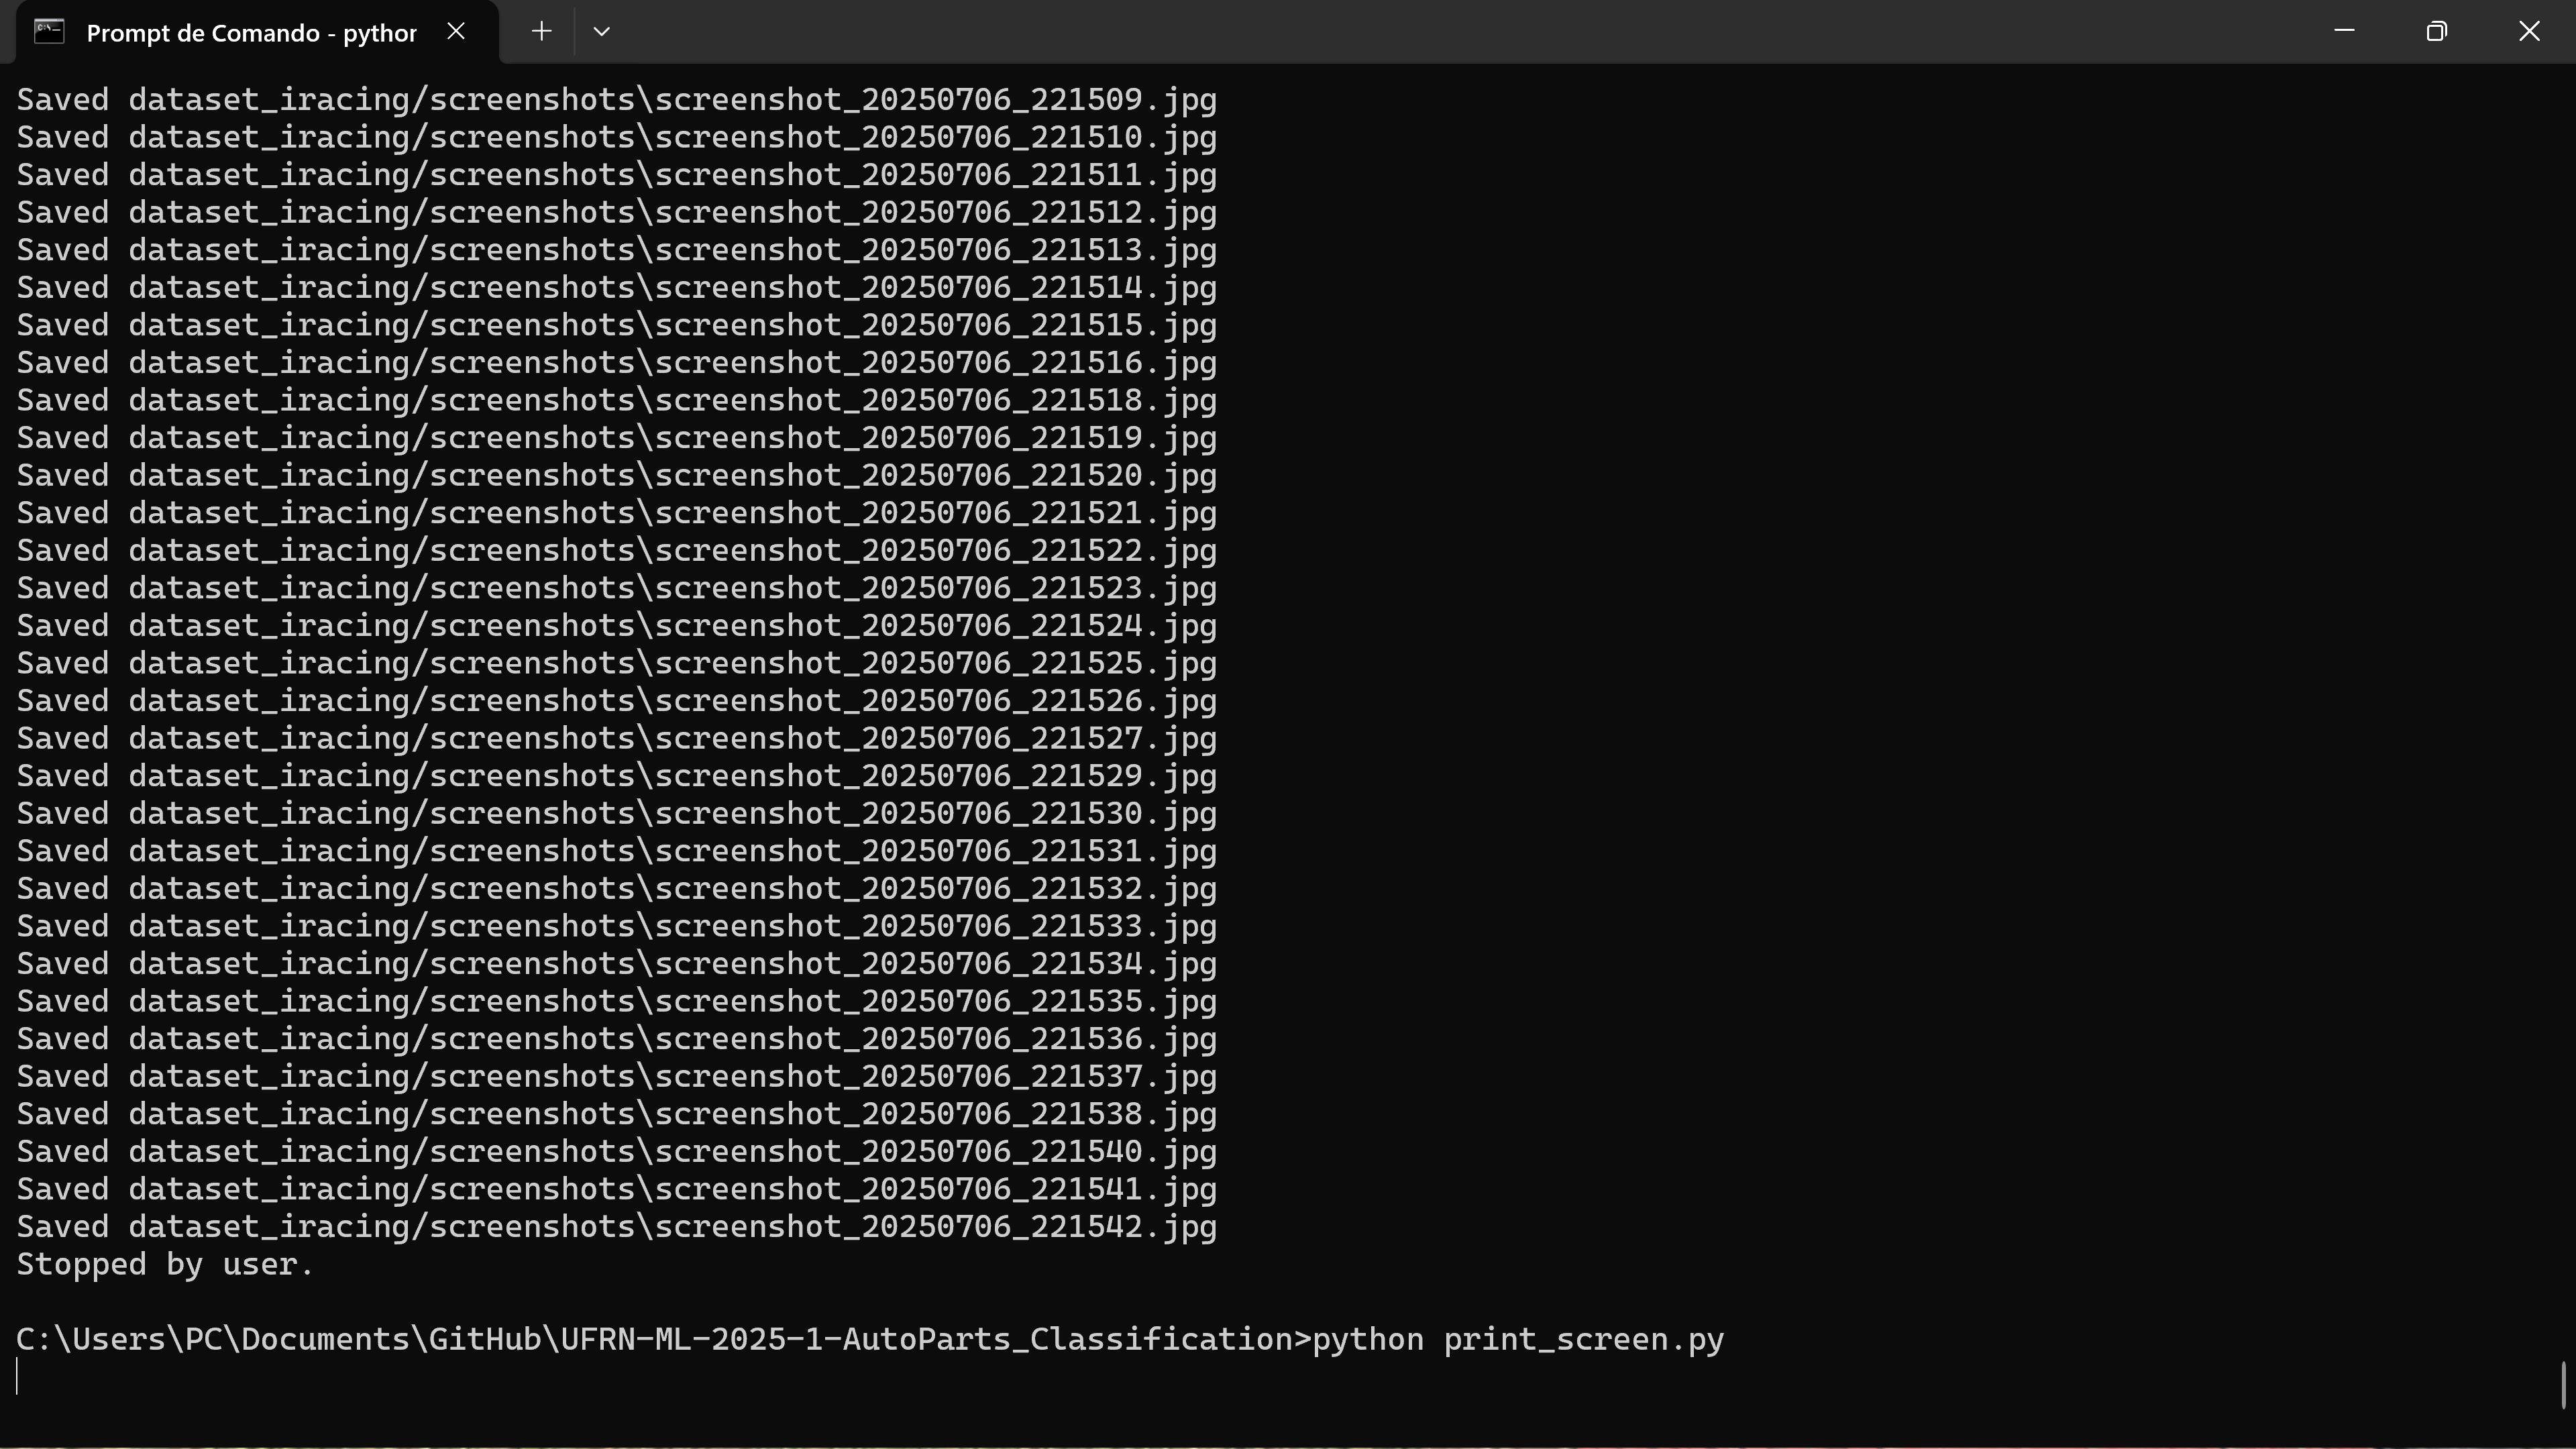 Prompt de Comando - pythor
Saved dataset_iracing/screenshots\screenshot_20250706_221509.jpg
Saved dataset_iracing/screenshots\screenshot_20250706_221510.jpg
Saved dataset_iracing/screenshots\screenshot_20250706_221511.jpg
Saved dataset_iracing/screenshots\screenshot_20250706_221512.jpg
Saved dataset_iracing/screenshots\screenshot_20250706_221513.jpg
Saved dataset_iracing/screenshots\screenshot_20250706_221514.jpg
Saved dataset_iracing/screenshots\screenshot_20250706_221515.jpg
Saved dataset_iracing/screenshots\screenshot_20250706_221516.jpg
Saved dataset_iracing/screenshots\screenshot_20250706_221518.jpg
Saved dataset_iracing/screenshots\screenshot_20250706_221519.jpg
Saved dataset_iracing/screenshots\screenshot_20250706_221520.jpg
Saved dataset_iracing/screenshots\screenshot_20250706_221521.jpg
Saved dataset_iracing/screenshots\screenshot_20250706_221522.jpg
Saved dataset_iracing/screenshots\screenshot_20250706_221523.jpg
Saved dataset_iracing/screenshots\screenshot_20250706_221524.jpg
Saved dataset_iracing/screenshots\screenshot_20250706_221525.jpg
Saved dataset_iracing/screenshots\screenshot_20250706_221526.jpg
Saved dataset_iracing/screenshots\screenshot_20250706_221527.jpg
Saved dataset_iracing/screenshots\screenshot_20250706_221529.jpg
Saved dataset_iracing/screenshots\screenshot_20250706_221530.jpg
Saved dataset_iracing/screenshots\screenshot_20250706_221531.jpg
Saved dataset_iracing/screenshots\screenshot_20250706_221532.jpg
Saved dataset_iracing/screenshots\screenshot_20250706_221533.jpg
Saved dataset_iracing/screenshots\screenshot_20250706_221534.jpg
Saved dataset_iracing/screenshots\screenshot_20250706_221535.jpg
Saved dataset_iracing/screenshots\screenshot_20250706_221536.jpg
Saved dataset_iracing/screenshots\screenshot_20250706_221537.jpg
Saved dataset_iracing/screenshots\screenshot_20250706_221538.jpg
Saved dataset_iracing/screenshots\screenshot_20250706_221540.jpg
Saved dataset_iracing/screenshots\screenshot_20250706_221541.jpg
Saved dataset_iracing/screenshots\screenshot_20250706_221542.jpg
Stopped by user.
C:\Users\PC\Documents\GitHub\UFRN-ML-2025-1-AutoParts_Classification>python print_screen.py